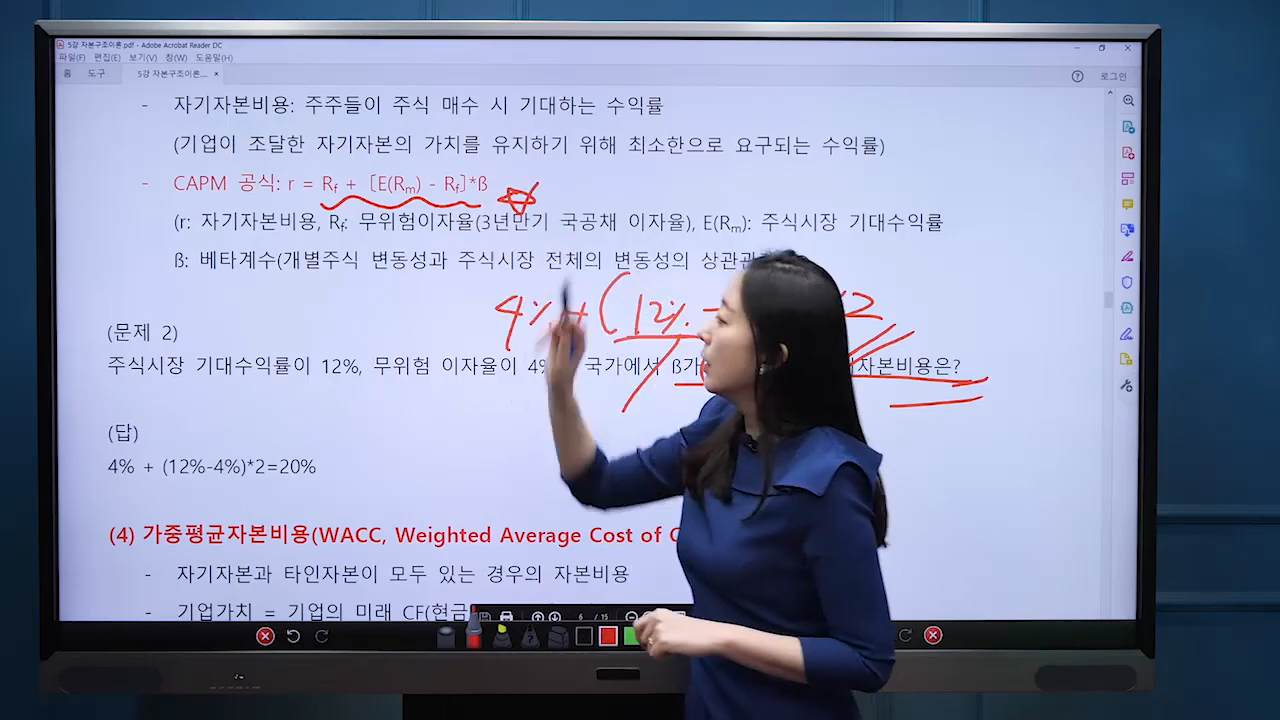 5강 자본구조이론.pdf - Adobe Acrobat Reader DC
파일(F) 편집(E) 보기(V) 창(W) 도움말(H)
홈 도구 5강 자본구조이론.... × 로그인
- 자기자본비용: 주주들이 주식 매수 시 기대하는 수익률
(기업이 조달한 자기자본의 가치를 유지하기 위해 최소한으로 요구되는 수익률)
- CAPM 공식: r = Rf + [E(Rm) - Rf]*ß
(r: 자기자본비용, Rf: 무위험이자율(3년만기 국공채 이자율), E(Rm): 주식시장 기대수익률
ß: 베타계수(개별주식 변동성과 주식시장 전체의 변동성의
4% + (12% - 2
(문제 2)
주식시장 기대수익률이 12%, 무위험 이자율이 국가에서 자본비용은?
(답)
4% + (12%-4%)*2=20%
(4) 가중평균자본비용(WACC, Weighted Average Cost of
- 자기자본과 타인자본이 모두 있는 경우의 자본비용
- 기업가치 = 기업의 미래 CF(현금
6 / 15